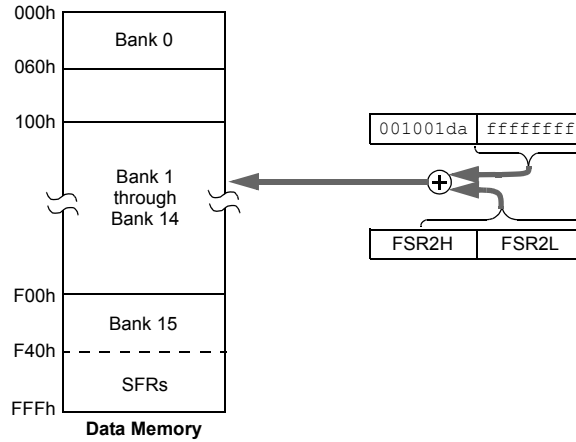 000h
Bank 0
060h
100h
001001da ffffffff
Bank 1
through
Bank 14
FSR2H FSR2L
F00h
Bank 15
F40h
SFRs
FFFh
Data Memory